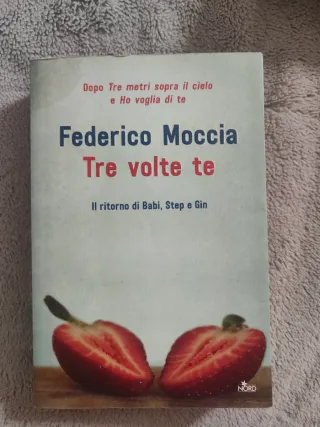 Dopo Tre metri sopra il cielo
e Ho voglia di te
Federico Moccia
Tre volte te
Il ritorno di Babi, Step e Gin
NORD